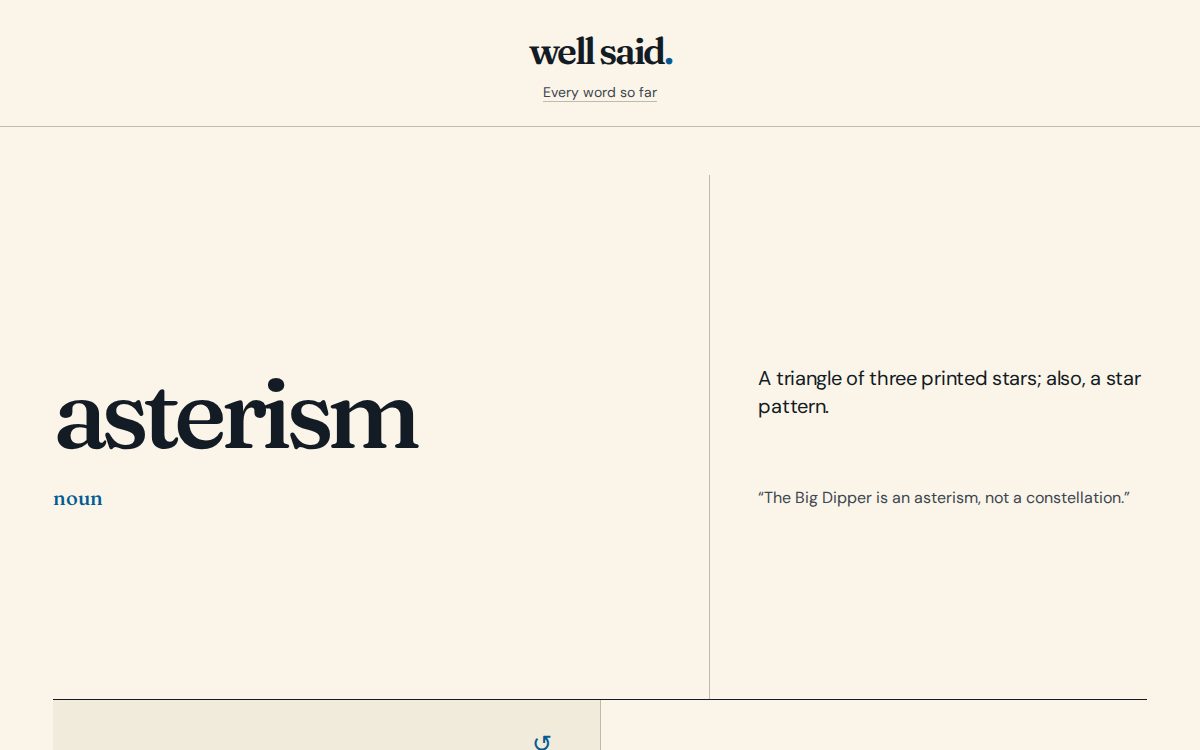 well said.
Every word so far
asterism
noun
A triangle of three printed stars; also, a star
pattern.
“The Big Dipper is an asterism, not a constellation.”
↺